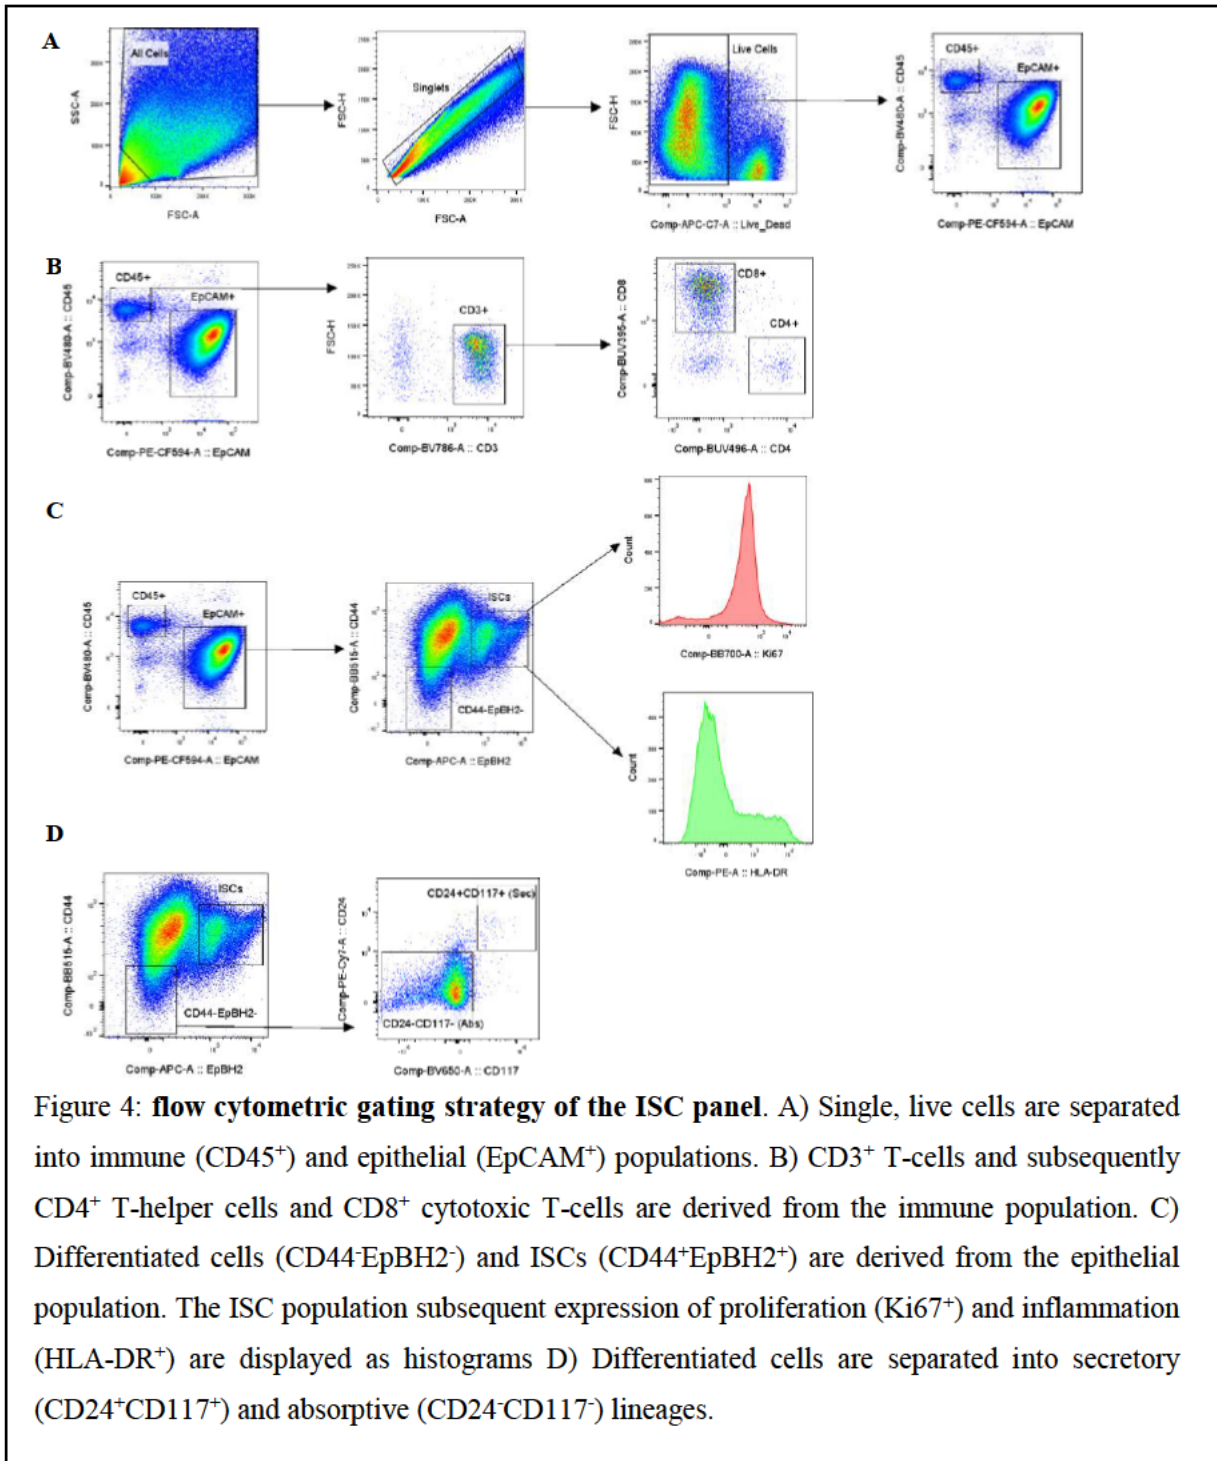 A
All Cells
SSC-A
FSC-A
Singlets
FSC-H
FSC-A
Live Cells
FSC-H
Comp-APC-C7-A :: Live_Dead
CD45+
EpCAM+
Comp-BV480-A :: CD45
Comp-PE-CF594-A :: EpCAM
B
CD45+
EpCAM+
Comp-BV480-A :: CD45
Comp-PE-CF594-A :: EpCAM
CD3+
FSC-H
Comp-BV786-A :: CD3
CD8+
CD4+
Comp-BUV395-A :: CD8
Comp-BUV496-A :: CD4
C
CD45+
EpCAM+
Comp-BV480-A :: CD45
Comp-PE-CF594-A :: EpCAM
ISCs
CD44-EpBH2-
Comp-BB515-A :: CD44
Comp-APC-A :: EpBH2
Count
Comp-BB700-A :: Ki67
Count
Comp-PE-A :: HLA-DR
D
ISCs
CD44-EpBH2-
Comp-BB515-A :: CD44
Comp-APC-A :: EpBH2
CD24+CD117+ (Sec)
CD24-CD117- (Abs)
Comp-PE-Cy7-A :: CD24
Comp-BV650-A :: CD117
Figure 4: flow cytometric gating strategy of the ISC panel. A) Single, live cells are separated
into immune (CD45⁺) and epithelial (EpCAM⁺) populations. B) CD3⁺ T-cells and subsequently
CD4⁺ T-helper cells and CD8⁺ cytotoxic T-cells are derived from the immune population. C)
Differentiated cells (CD44⁻EpBH2⁻) and ISCs (CD44⁺EpBH2⁺) are derived from the epithelial
population. The ISC population subsequent expression of proliferation (Ki67⁺) and inflammation
(HLA-DR⁺) are displayed as histograms D) Differentiated cells are separated into secretory
(CD24⁺CD117⁺) and absorptive (CD24⁻CD117⁻) lineages.